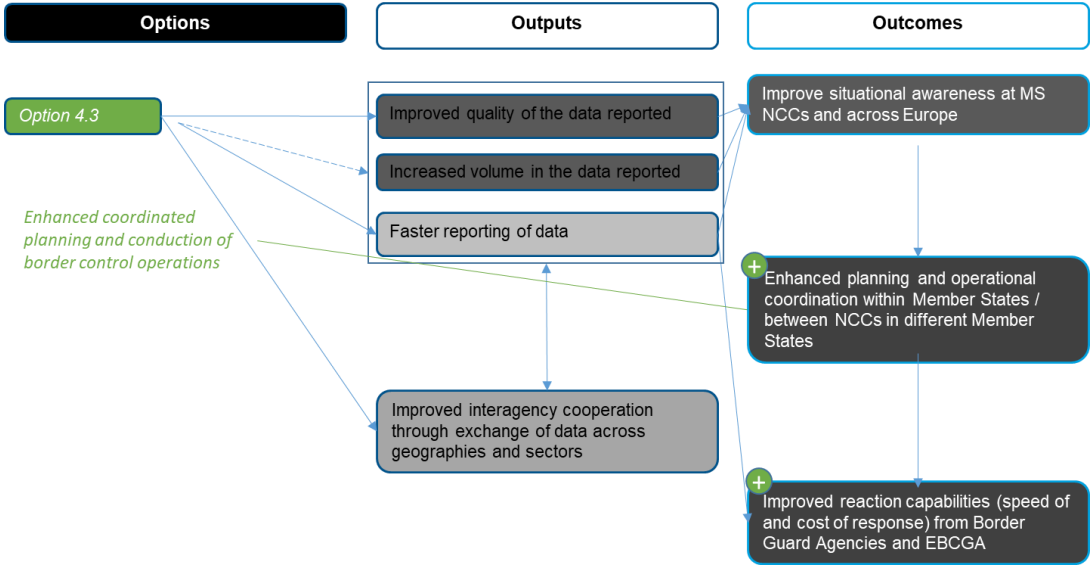 Options
Outputs
Outcomes
Option 4.3
Improved quality of the data reported
Increased volume in the data reported
Faster reporting of data
Improve situational awareness at MS
NCCs and across Europe
Enhanced coordinated
planning and conduction of
border control operations
+
Enhanced planning and operational
coordination within Member States /
between NCCs in different Member
States
Improved interagency cooperation
through exchange of data across
geographies and sectors
+
Improved reaction capabilities (speed of
and cost of response) from Border
Guard Agencies and EBCGA